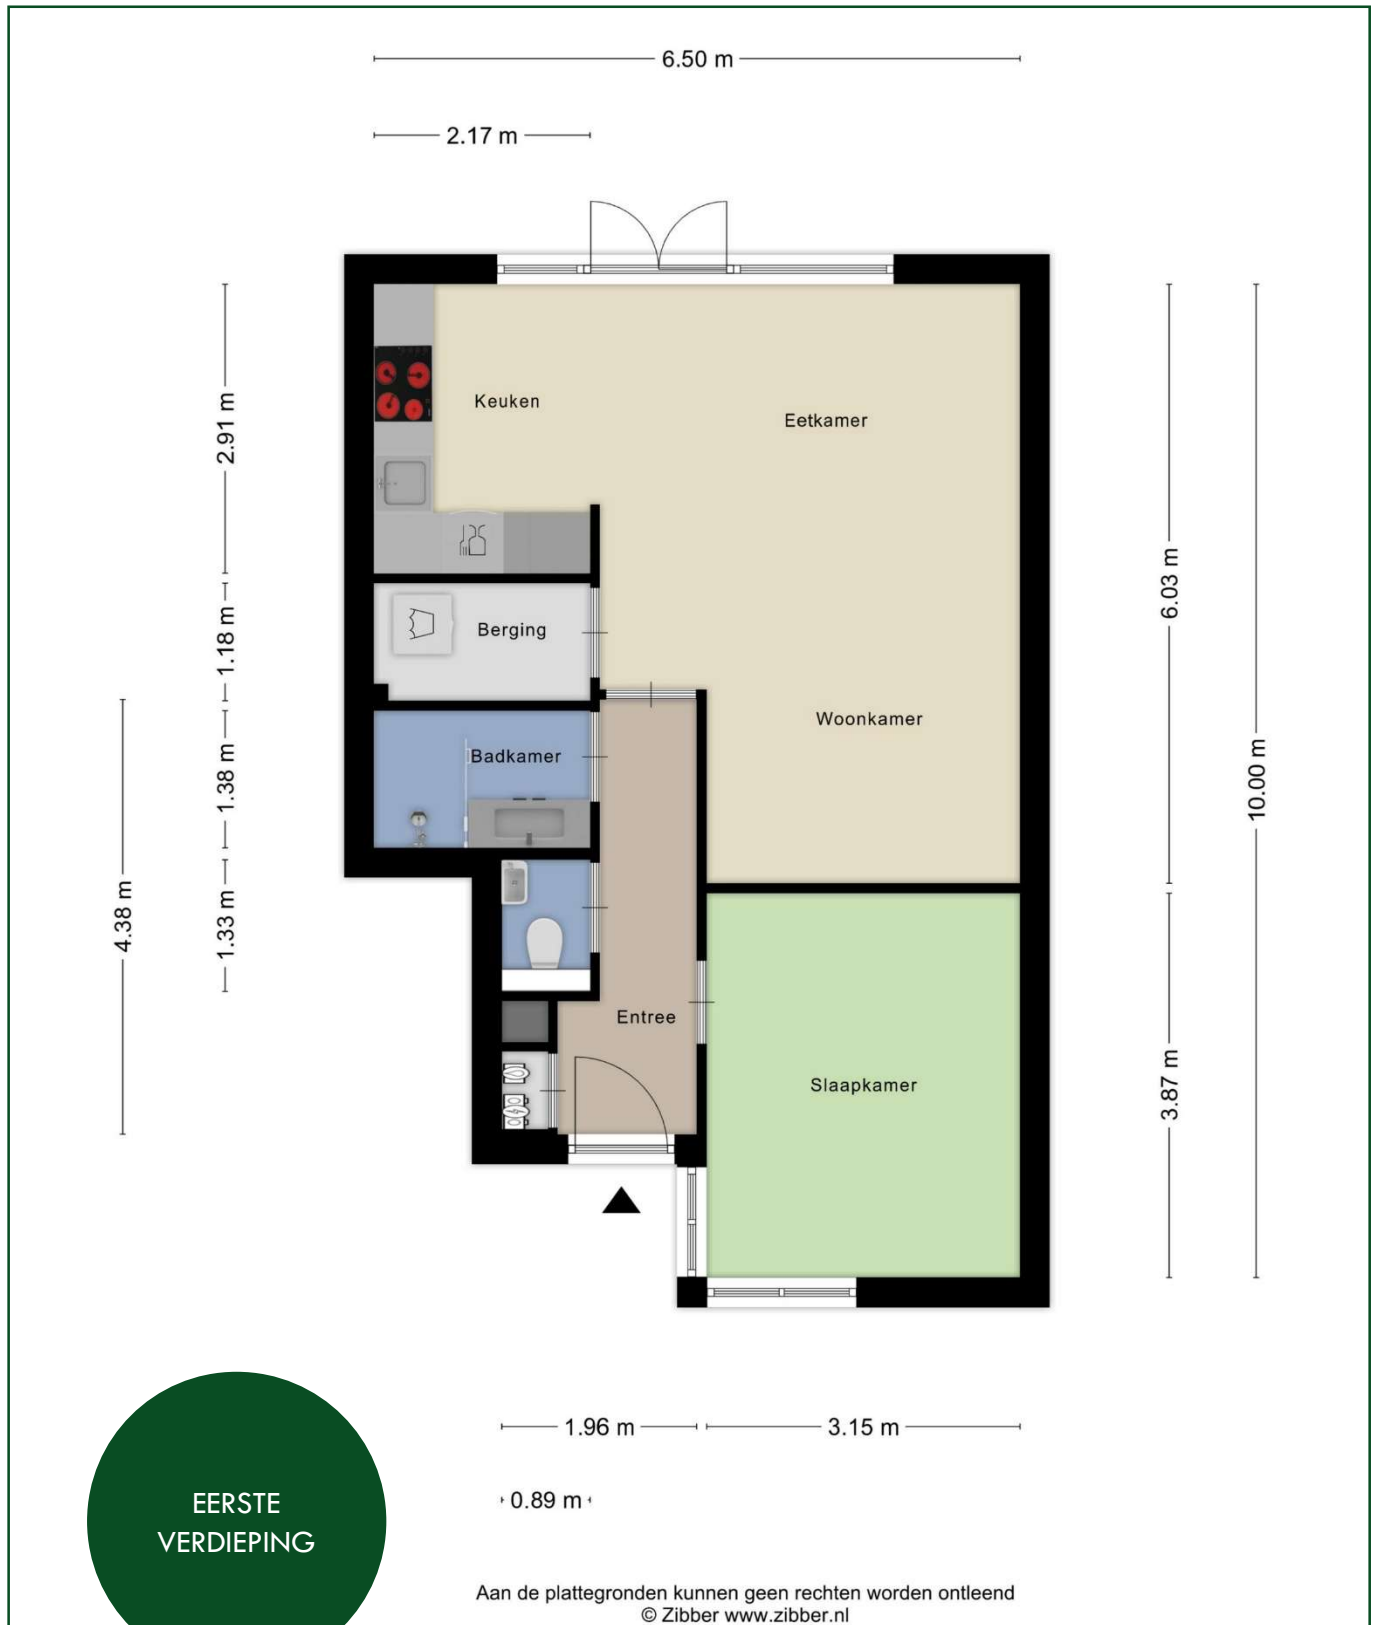 6.50 m
2.17 m
2.91 m
Keuken
Eetkamer
6.03 m
1.18 m
Berging
10.00 m
Woonkamer
1.38 m
Badkamer
4.38 m
1.33 m
Entree
3.87 m
Slaapkamer
1.96 m
3.15 m
0.89 m
EERSTE
VERDIEPING
Aan de plattegronden kunnen geen rechten worden ontleend
© Zibber www.zibber.nl